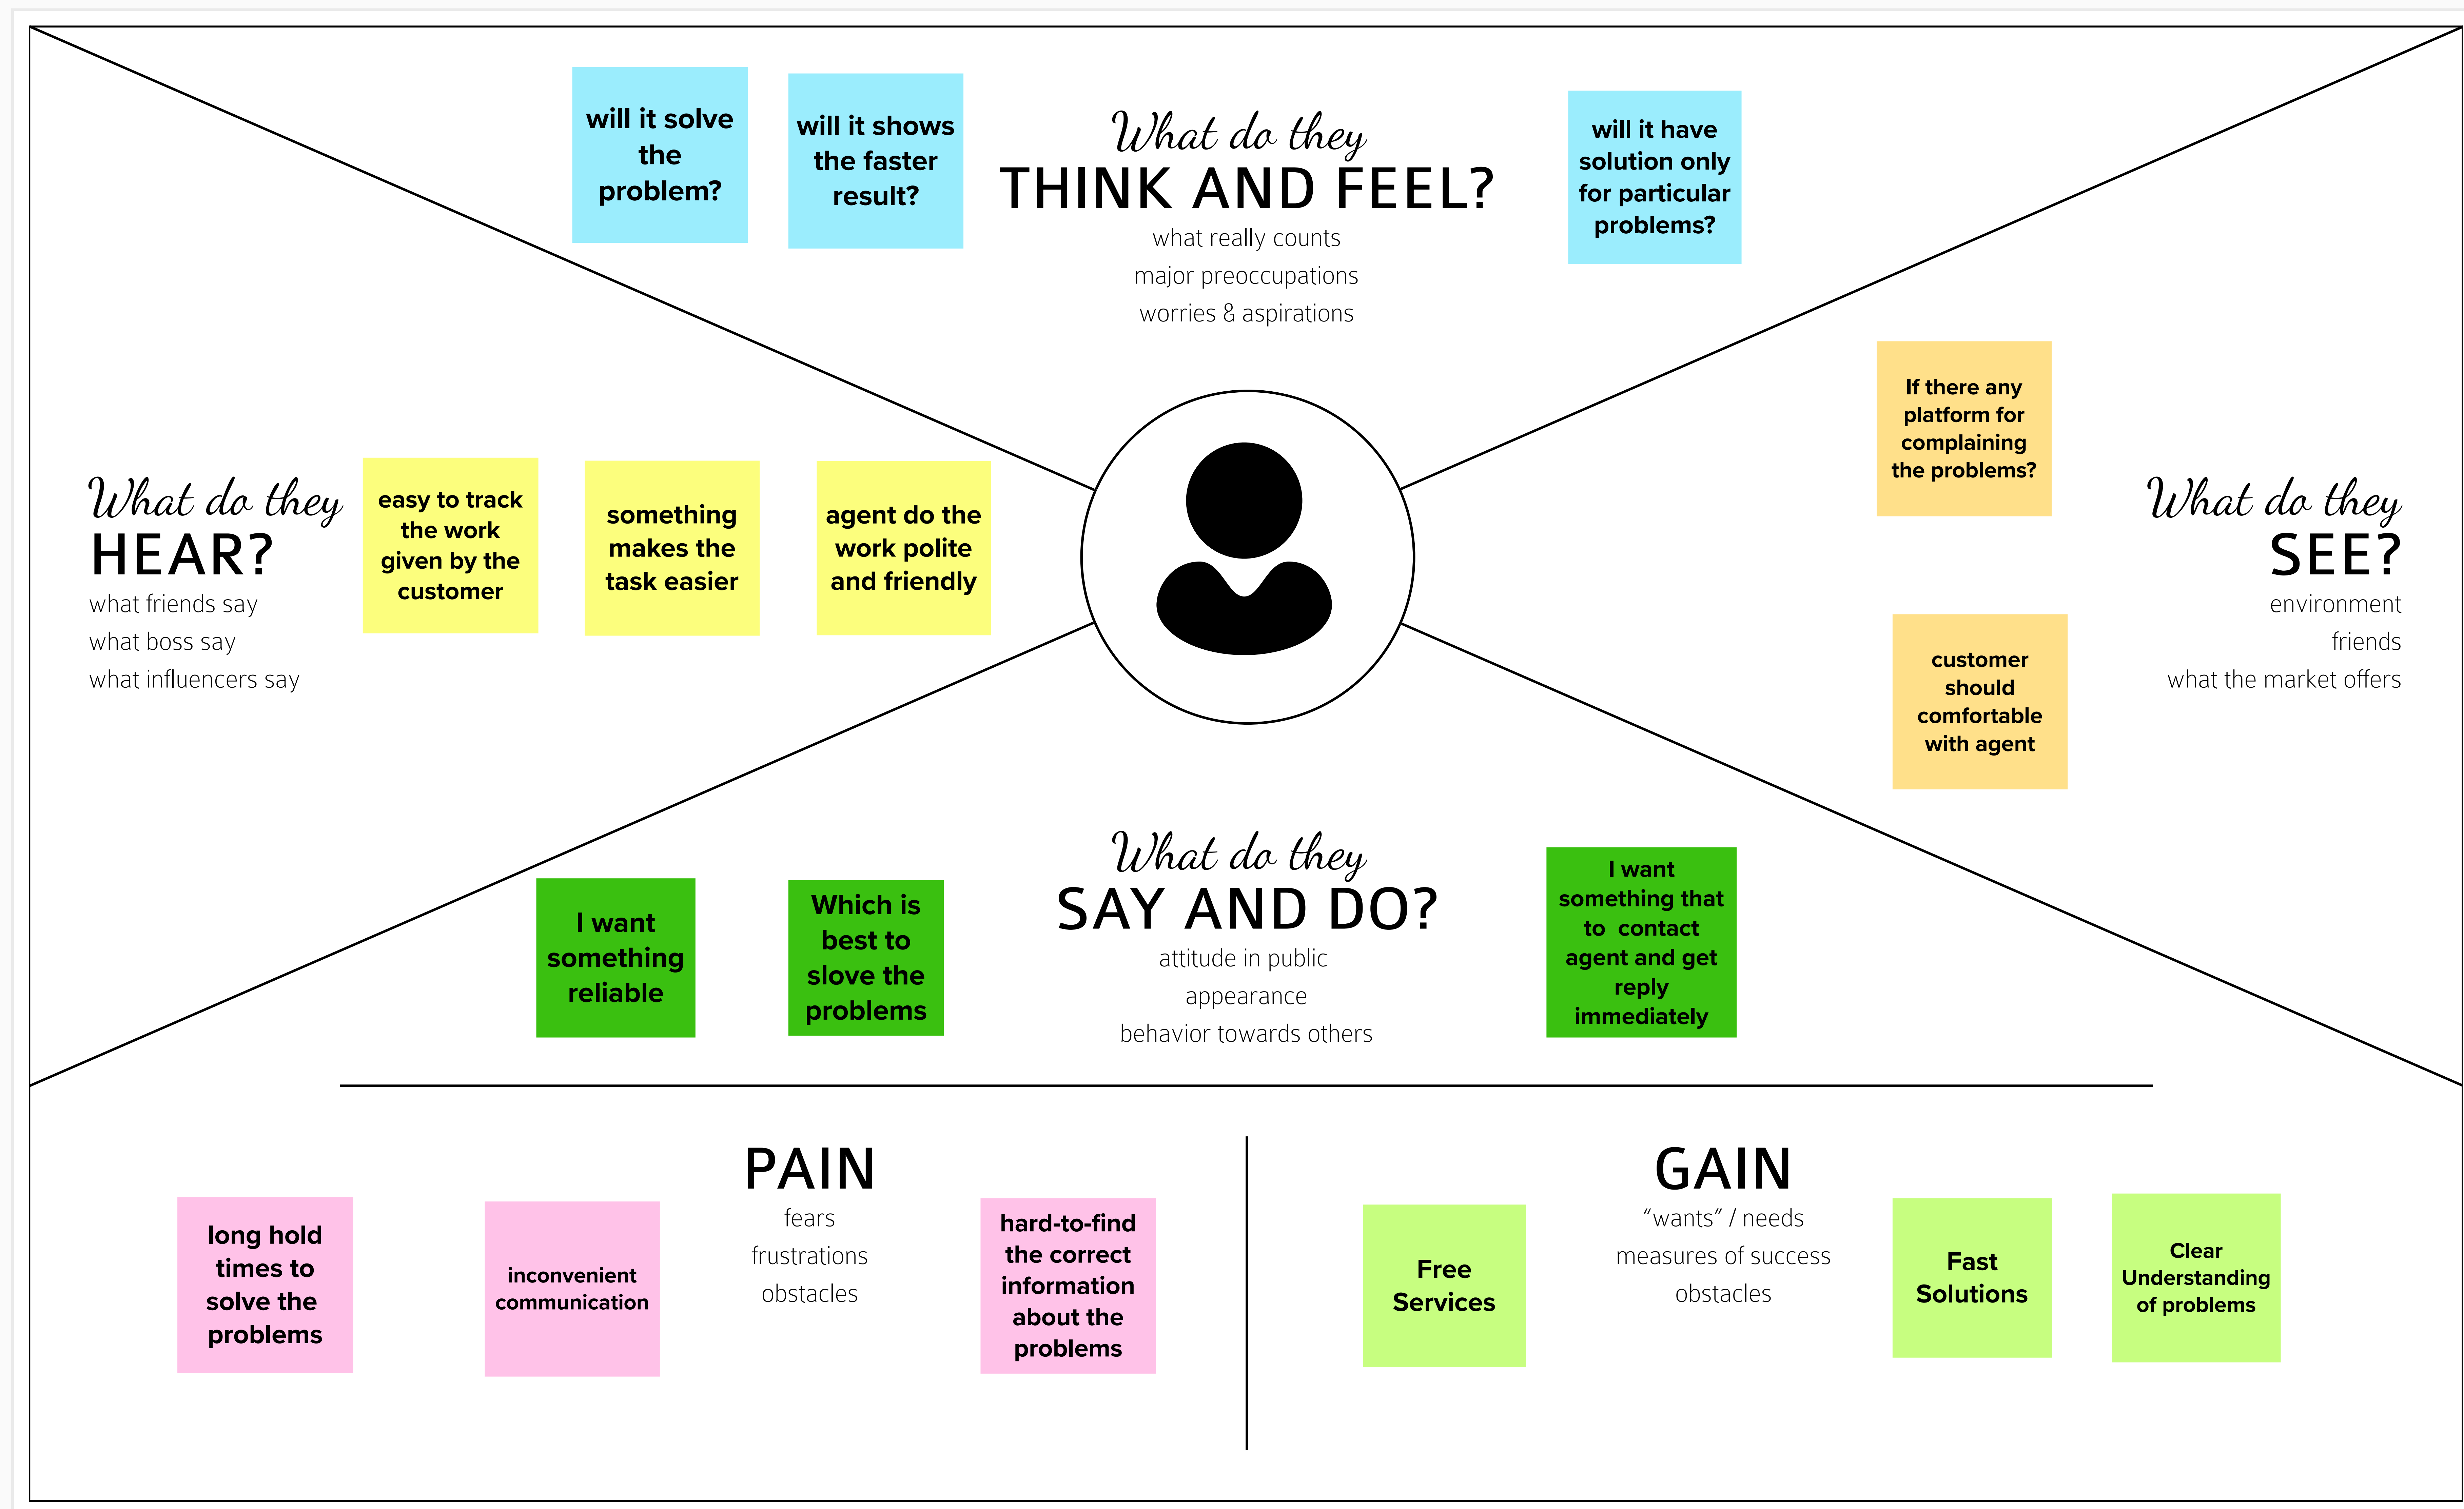 will it solve
the
problem?
will it shows
the faster
result?
What do they
THINK AND FEEL?
what really counts
major preoccupations
worries & aspirations
will it have
solution only
for particular
problems?
What do they
HEAR?
what friends say
what boss say
what influencers say
easy to track
the work
given by the
customer
something
makes the
task easier
agent do the
work polite
and friendly
If there any
platform for
complaining
the problems?
customer
should
comfortable
with agent
What do they
SEE?
environment
friends
what the market offers
I want
something
reliable
Which is
best to
slove the
problems
What do they
SAY AND DO?
attitude in public
appearance
behavior towards others
I want
something that
to contact
agent and get
reply
immediately
long hold
times to
solve the
problems
inconvenient
communication
PAIN
fears
frustrations
obstacles
hard-to-find
the correct
information
about the
problems
Free
Services
GAIN
“wants” / needs
measures of success
obstacles
Fast
Solutions
Clear
Understanding
of problems